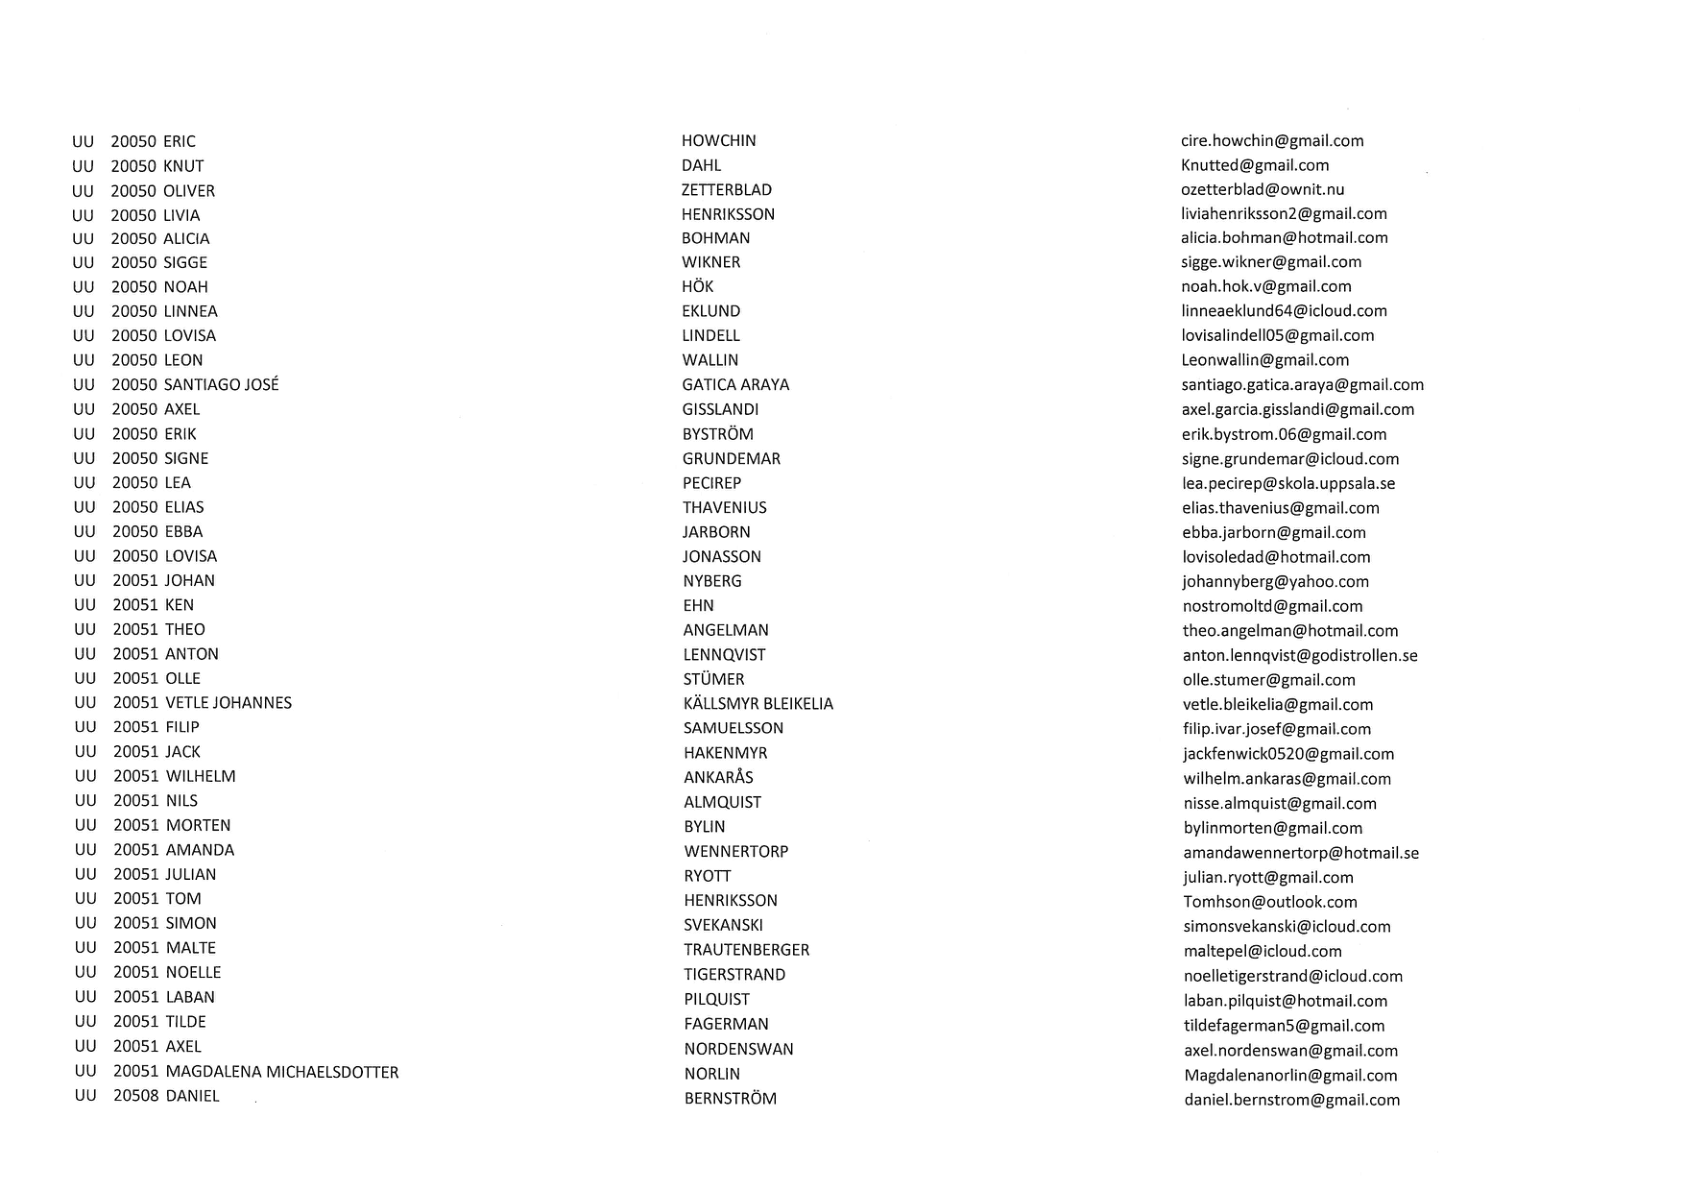 UU 20050 ERIC HOWCHIN cire.howchin@gmail.com
UU 20050 KNUT DAHL Knutted@gmail.com
UU 20050 OLIVER ZETTERBLAD ozetterblad@ownit.nu
UU 20050 LIVIA HENRIKSSON liviahenriksson2@gmail.com
UU 20050 ALICIA BOHMAN alicia.bohman@hotmail.com
UU 20050 SIGGE WIKNER sigge.wikner@gmail.com
UU 20050 NOAH HÖK noah.hok.v@gmail.com
UU 20050 LINNEA EKLUND linneaeklund64@icloud.com
UU 20050 LOVISA LINDELL lovisalindell05@gmail.com
UU 20050 LEON WALLIN Leonwallin@gmail.com
UU 20050 SANTIAGO JOSÉ GATICA ARAYA santiago.gatica.araya@gmail.com
UU 20050 AXEL GISSLANDI axel.garcia.gisslandi@gmail.com
UU 20050 ERIK BYSTRÖM erik.bystrom.06@gmail.com
UU 20050 SIGNE GRUNDEMAR signe.grundemar@icloud.com
UU 20050 LEA PECIREP lea.pecirep@skola.uppsala.se
UU 20050 ELIAS THAVENIUS elias.thavenius@gmail.com
UU 20050 EBBA JARBORN ebba.jarborn@gmail.com
UU 20050 LOVISA JONASSON lovisoledad@hotmail.com
UU 20051 JOHAN NYBERG johannyberg@yahoo.com
UU 20051 KEN EHN nostromoltd@gmail.com
UU 20051 THEO ANGELMAN theo.angelman@hotmail.com
UU 20051 ANTON LENNQVIST anton.lennqvist@godistrollen.se
UU 20051 OLLE STÜMER olle.stumer@gmail.com
UU 20051 VETLE JOHANNES KÄLLSMYR BLEIKELIA vetle.bleikelia@gmail.com
UU 20051 FILIP SAMUELSSON filip.ivar.josef@gmail.com
UU 20051 JACK HAKENMYR jackfenwick0520@gmail.com
UU 20051 WILHELM ANKARÅS wilhelm.ankaras@gmail.com
UU 20051 NILS ALMQUIST nisse.almquist@gmail.com
UU 20051 MORTEN BYLIN bylinmorten@gmail.com
UU 20051 AMANDA WENNERTORP amandawennertorp@hotmail.se
UU 20051 JULIAN RYOTT julian.ryott@gmail.com
UU 20051 TOM HENRIKSSON Tomhson@outlook.com
UU 20051 SIMON SVEKANSKI simonsvekanski@icloud.com
UU 20051 MALTE TRAUTENBERGER maltepel@icloud.com
UU 20051 NOELLE TIGERSTRAND noelletigerstrand@icloud.com
UU 20051 LABAN PILQUIST laban.pilquist@hotmail.com
UU 20051 TILDE FAGERMAN tildefagerman5@gmail.com
UU 20051 AXEL NORDENSWAN axel.nordenswan@gmail.com
UU 20051 MAGDALENA MICHAELSDOTTER NORLIN Magdalenanorlin@gmail.com
UU 20508 DANIEL BERNSTRÖM daniel.bernstrom@gmail.com